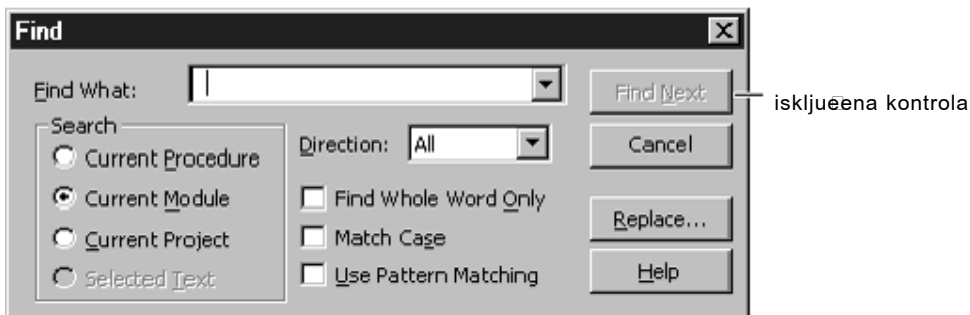 Find
Find What:
Find Next
iskljueena kontrola
Search
Current Procedure
Direction: All
Cancel
Current Module
Find Whole Word Only
Replace...
Current Project
Match Case
Selected Text
Use Pattern Matching
Help